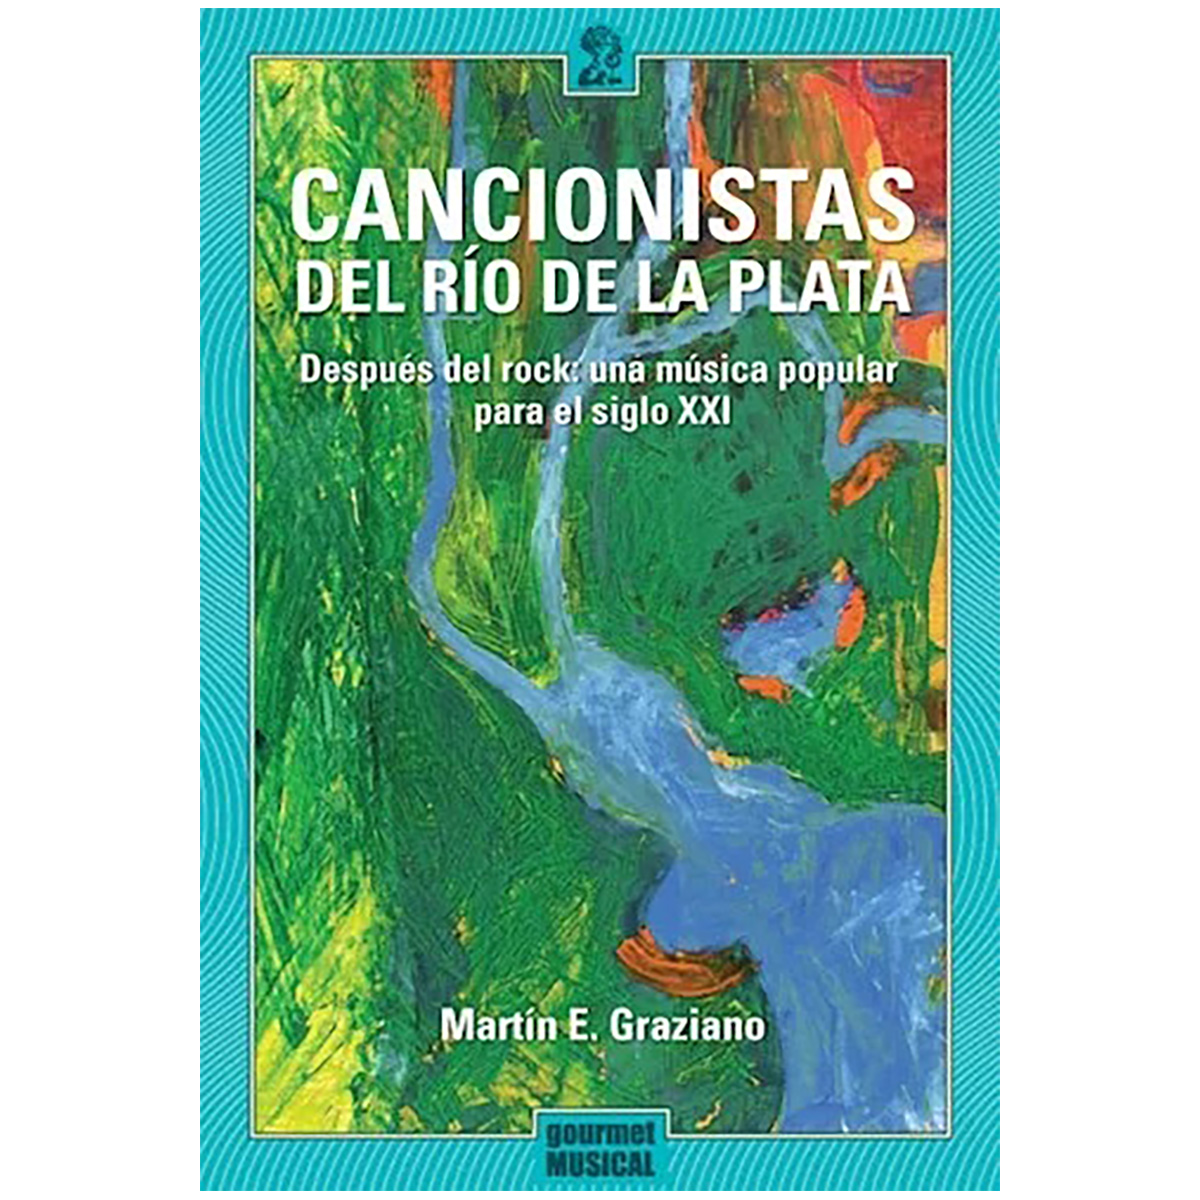 CANCIONISTAS
DEL RÍO DE LA PLATA
Después del rock: una música popular
para el siglo XXI
Martín E. Graziano
gourmet
MUSICAL